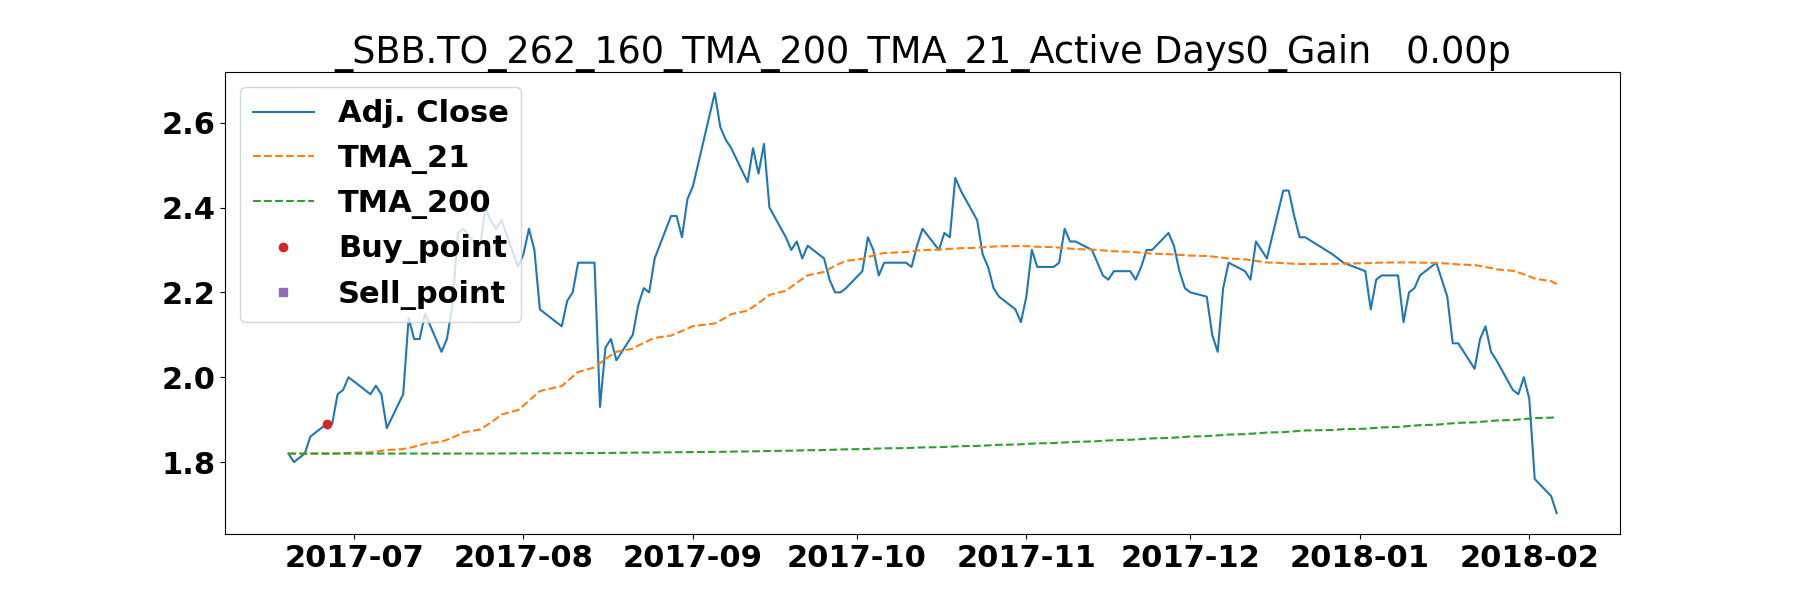 _SBB.TO_262_160_TMA_200_TMA_21_Active Days0_Gain   0.00p
Adj. Close
TMA_21
TMA_200
Buy_point
Sell_point
2.6
2.4
2.2
2.0
1.8
2017-07 2017-08 2017-09 2017-10 2017-11 2017-12 2018-01 2018-02